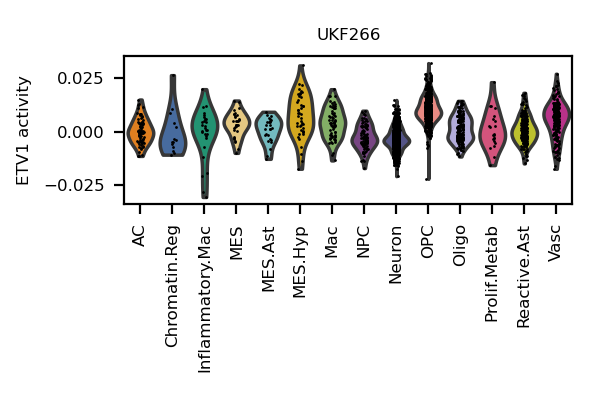 UKF266
ETV1 activity
0.025
0.000
−0.025
AC
Chromatin.Reg
Inflammatory.Mac
MES
MES.Ast
MES.Hyp
Mac
NPC
Neuron
OPC
Oligo
Prolif.Metab
Reactive.Ast
Vasc